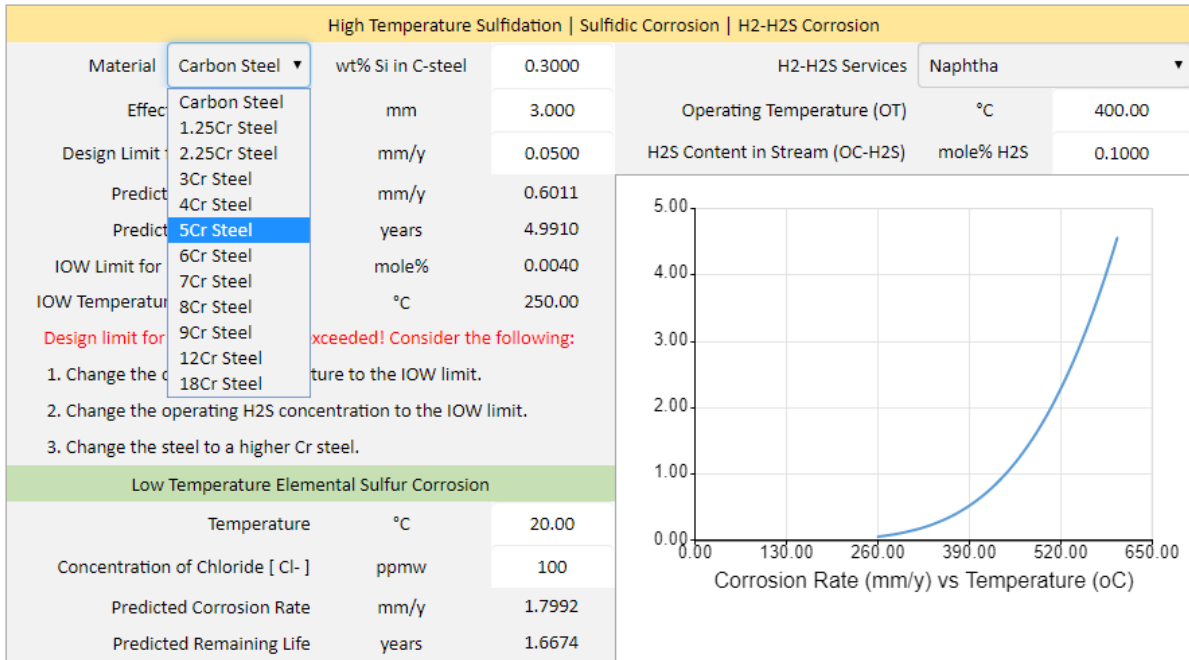 High Temperature Sulfidation | Sulfidic Corrosion | H2-H2S Corrosion
Material Carbon Steel ▼ wt% Si in C-steel 0.3000 H2-H2S Services Naphtha ▼
Effec mm 3.000 Operating Temperature (OT) °C 400.00
Design Limit mm/y 0.0500 H2S Content in Stream (OC-H2S) mole% H2S 0.1000
Predict mm/y 0.6011
Predict years 4.9910
IOW Limit for mole% 0.0040
IOW Temperatur °C 250.00
Carbon Steel
1.25Cr Steel
2.25Cr Steel
3Cr Steel
4Cr Steel
5Cr Steel
6Cr Steel
7Cr Steel
8Cr Steel
9Cr Steel
12Cr Steel
18Cr Steel
Design limit for xceeded! Consider the following:
1. Change the ture to the IOW limit.
2. Change the operating H2S concentration to the IOW limit.
3. Change the steel to a higher Cr steel.
Low Temperature Elemental Sulfur Corrosion
Temperature °C 20.00
Concentration of Chloride [ Cl- ] ppmw 100
Predicted Corrosion Rate mm/y 1.7992
Predicted Remaining Life years 1.6674
5.00
4.00
3.00
2.00
1.00
0.00
0.00 130.00 260.00 390.00 520.00 650.00
Corrosion Rate (mm/y) vs Temperature (oC)